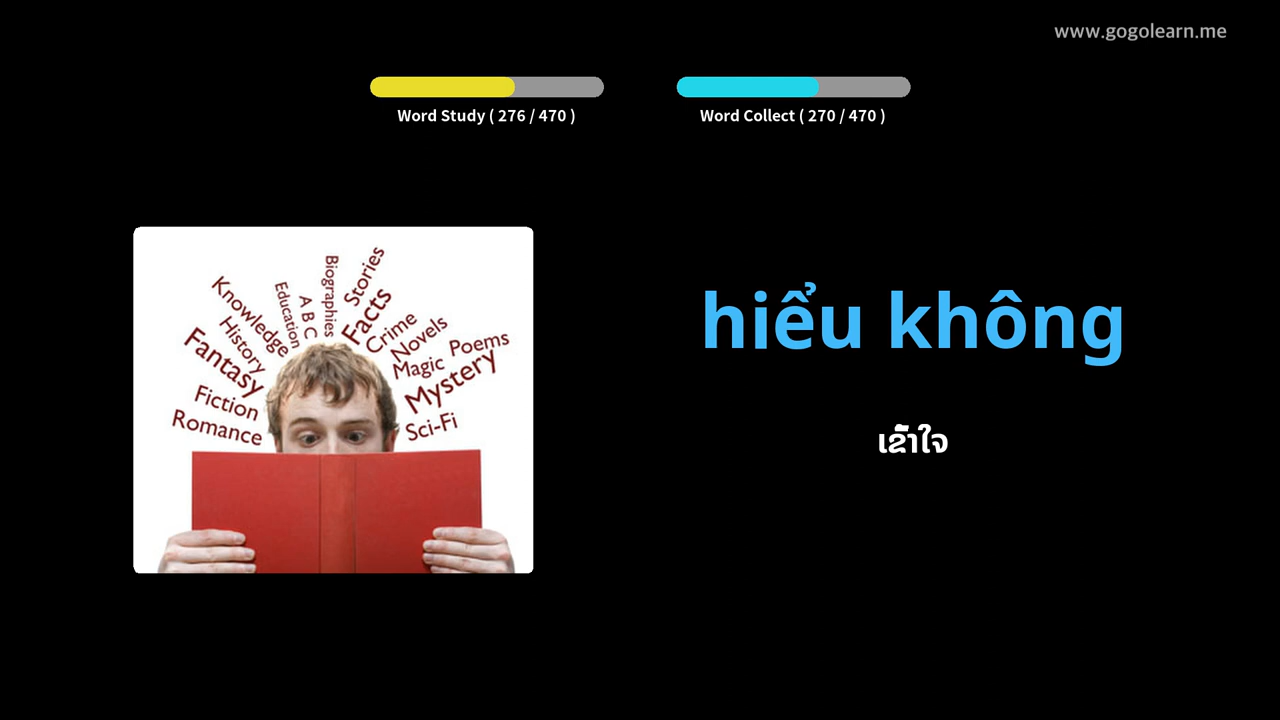 www.gogolearn.me
Word Study ( 276 / 470 )
Word Collect ( 270 / 470 )
Knowledge
Education
A B C
Biographies
Stories
Facts
History
Crime
Novels
Fantasy
Magic
Poems
Mystery
Fiction
Romance
Sci-Fi
hiểu không
ເຂົ້າໃຈ